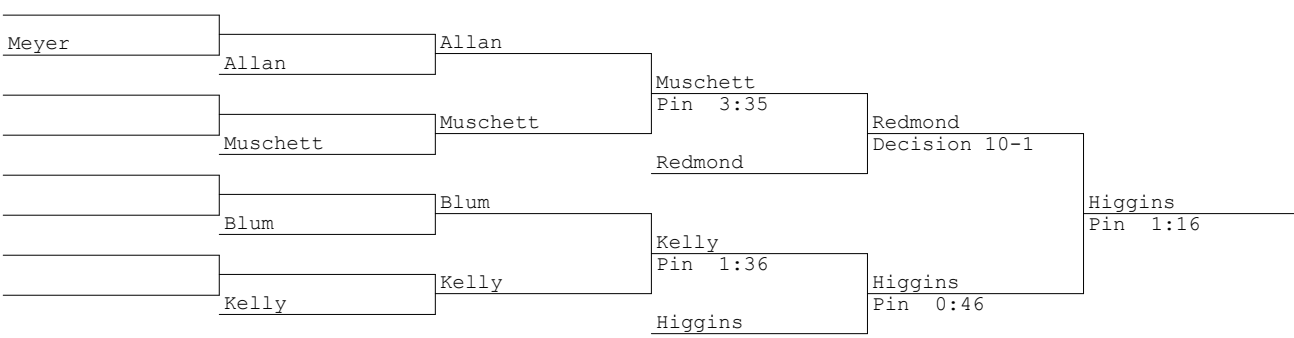 Meyer
Allan
Allan
Muschett
Muschett
Muschett
Pin 3:35
Redmond
Redmond
Decision 10-1
Blum
Blum
Kelly
Kelly
Kelly
Pin 1:36
Higgins
Higgins
Pin 0:46
Higgins
Pin 1:16